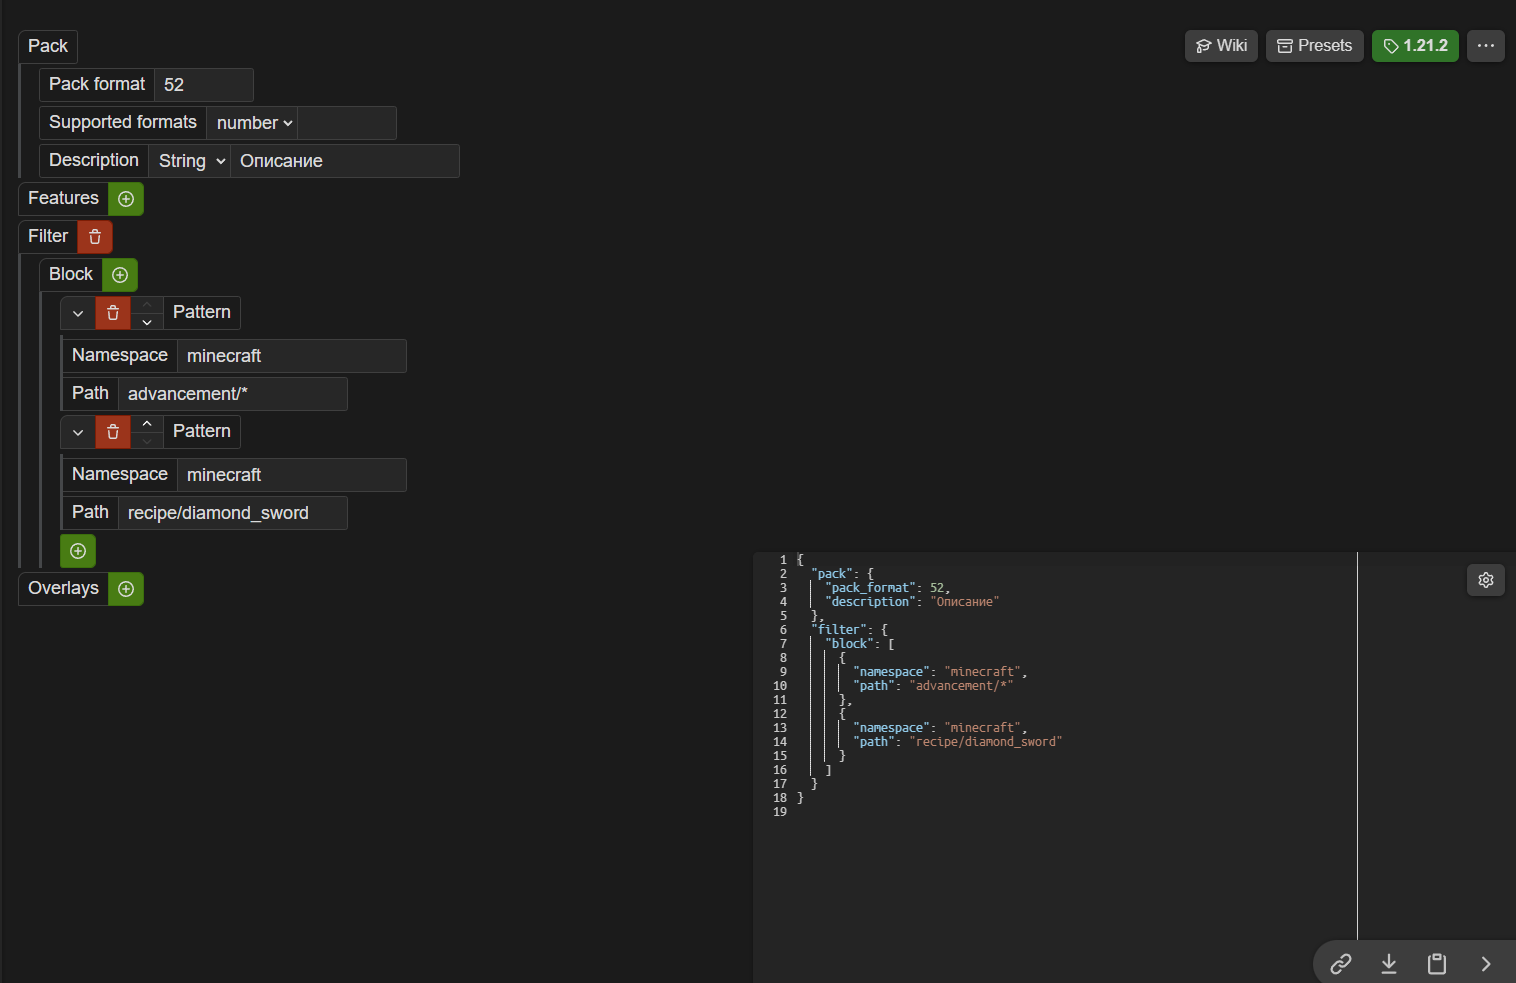 Pack
Wiki Presets 1.21.2 ...
Pack format 52
Supported formats number
Description String Описание
Features
Filter
Block
Pattern
Namespace minecraft
Path advancement/*
Pattern
Namespace minecraft
Path recipe/diamond_sword
Overlays
1 {
2 "pack": {
3 "pack_format": 52,
4 "description": "Описание"
5 },
6 "filter": {
7 "block": [
8 {
9 "namespace": "minecraft",
10 "path": "advancement/*"
11 },
12 {
13 "namespace": "minecraft",
14 "path": "recipe/diamond_sword"
15 }
16 ]
17 }
18 }
19